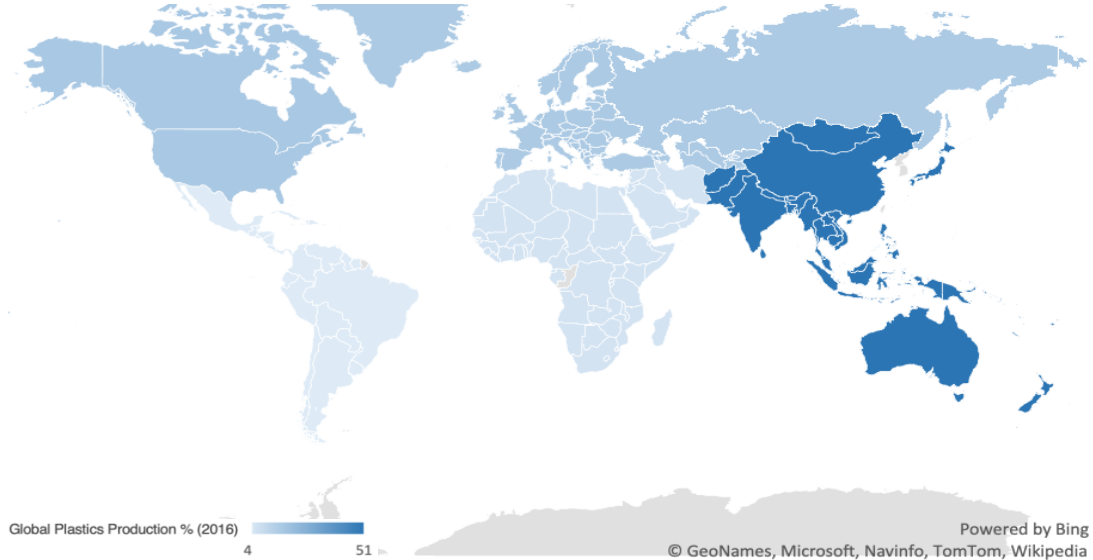 Global Plastics Production % (2016)
4
51
Powered by Bing
© GeoNames, Microsoft, Navinfo, TomTom, Wikipedia